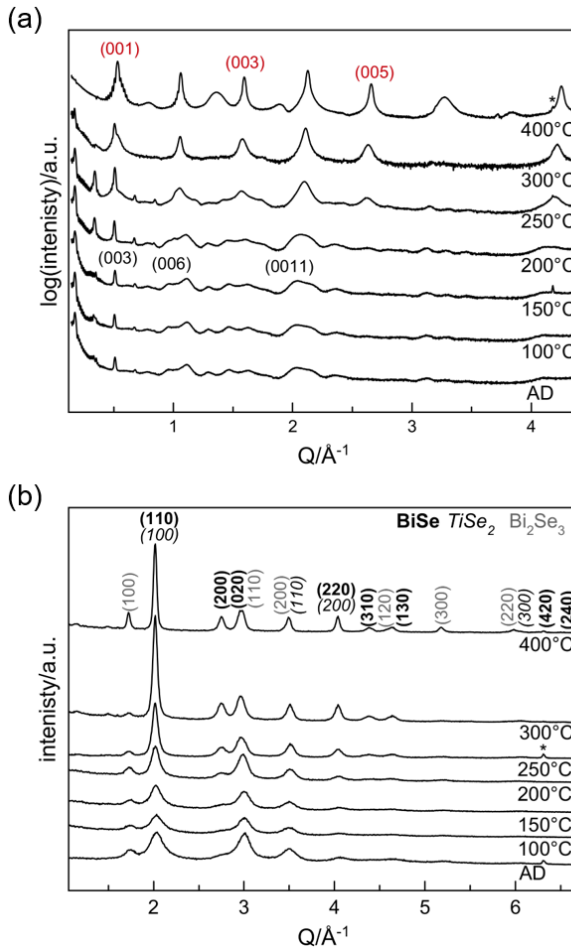 (a)
(001)
(003)
(005)
*
400°C
300°C
250°C
(003)
(006)
(0011)
200°C
150°C
100°C
AD
log(intenisty)/a.u.
1
2
3
4
Q/Å⁻¹
(b)
BiSe TiSe₂ Bi₂Se₃
(110)
(100)
(100)
(200)
(020)
(110)
(200)
(110)
(220)
(200)
(310)
(120)
(130)
(300)
(220)
(300)
(420)
(240)
400°C
300°C
*
250°C
200°C
150°C
100°C
AD
intenisty/a.u.
2
3
4
5
6
Q/Å⁻¹